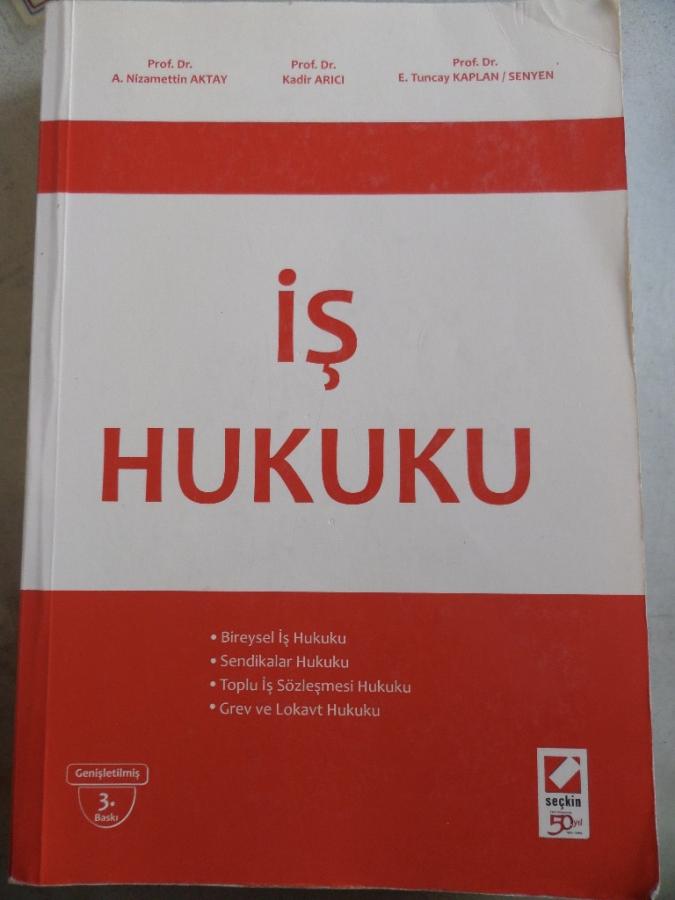 Prof. Dr.
A. Nizamettin AKTAY
Prof. Dr.
Kadir ARICI
Prof. Dr.
E. Tuncay KAPLAN / SENYEN
İŞ
HUKUKU
• Bireysel İş Hukuku
• Sendikalar Hukuku
• Toplu İş Sözleşmesi Hukuku
• Grev ve Lokavt Hukuku
Genişletilmiş
3.
Baskı
seçkin
50.yıl